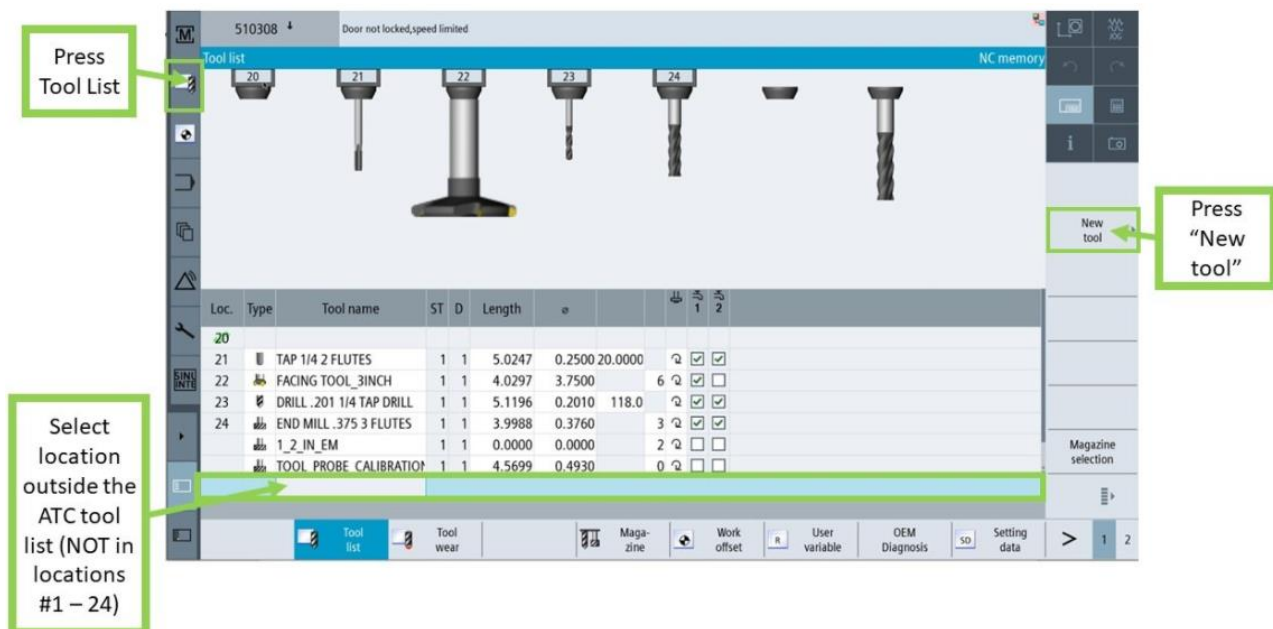 Press
Tool List
M
510308
Door not locked,speed limited
JOG
Tool list
NC memory
20
21
22
23
24
i
New
tool
Press
“New
tool”
Loc. Type Tool name ST D Length ø 1 2
20
21 TAP 1/4 2 FLUTES 1 1 5.0247 0.2500 20.0000
22 FACING TOOL_3INCH 1 1 4.0297 3.7500 6
23 DRILL .201 1/4 TAP DRILL 1 1 5.1196 0.2010 118.0
24 END MILL .375 3 FLUTES 1 1 3.9988 0.3760 3
1_2_IN_EM 1 1 0.0000 0.0000 2
TOOL_PROBE_CALIBRATION 1 1 4.5699 0.4930 0
SINU
INTE
Select
location
outside the
ATC tool
list (NOT in
locations
#1 – 24)
Magazine
selection
Tool
list
Tool
wear
Maga-
zine
Work
offset
R
User
variable
OEM
Diagnosis
SD
Setting
data
>
1 2